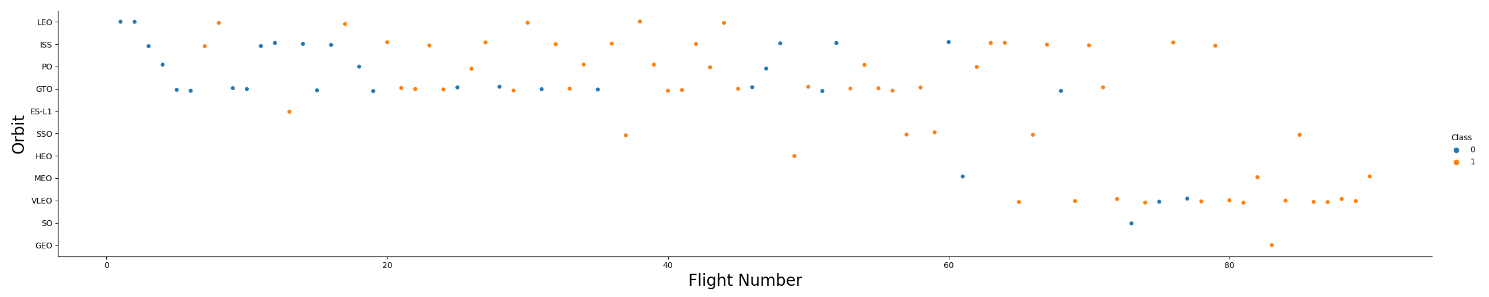 LEO
ISS
PO
GTO
ES-L1
SSO
HEO
MEO
VLEO
SO
GEO
Orbit
0 20 40 60 80
Flight Number
Class
0
1